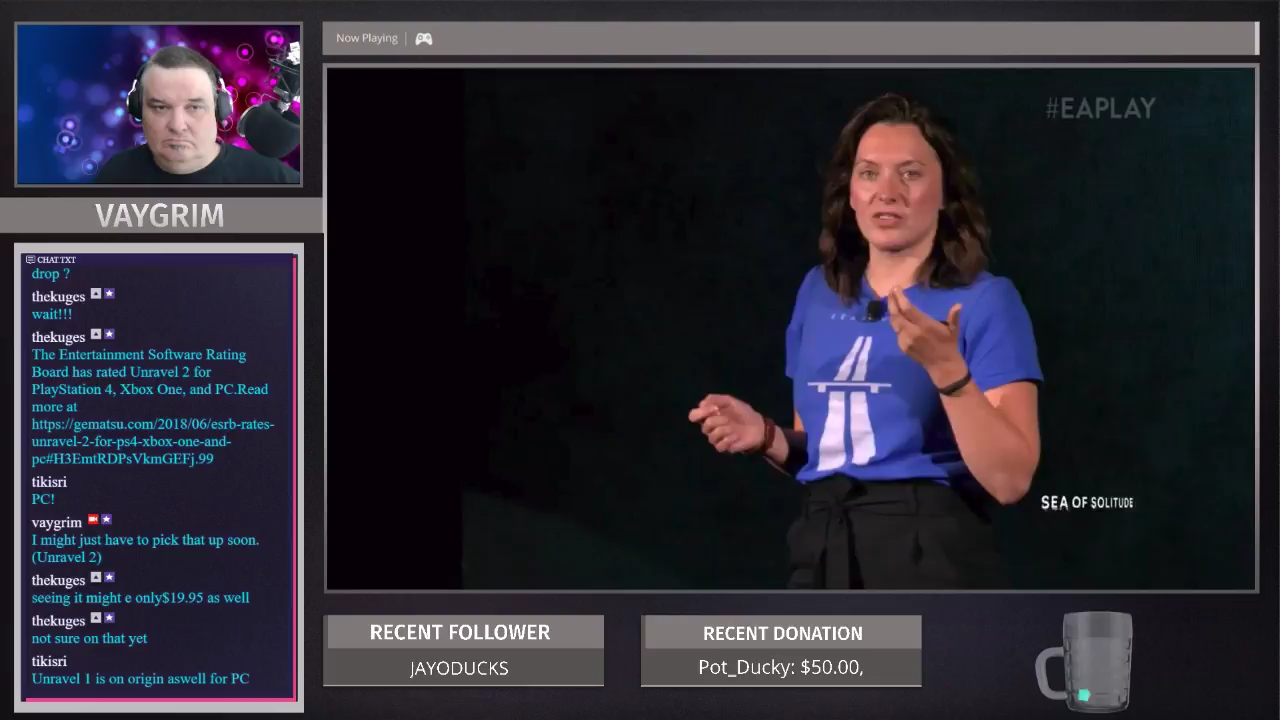 Now Playing
#EAPLAY
VAYGRIM
CHAT.TXT
drop ?
thekuges
wait!!!
thekuges
The Entertainment Software Rating
Board has rated Unravel 2 for
PlayStation 4, Xbox One, and PC.Read
more at
https://gematsu.com/2018/06/esrb-rates-
unravel-2-for-ps4-xbox-one-and-
pc#H3EmtRDPsVkmGEFj.99
tikisri
PC!
vaygrim
I might just have to pick that up soon.
(Unravel 2)
thekuges
seeing it might e only$19.95 as well
thekuges
not sure on that yet
tikisri
Unravel 1 is on origin aswell for PC
SEA OF SOLITUDE
RECENT FOLLOWER
JAYODUCKS
RECENT DONATION
Pot_Ducky: $50.00,